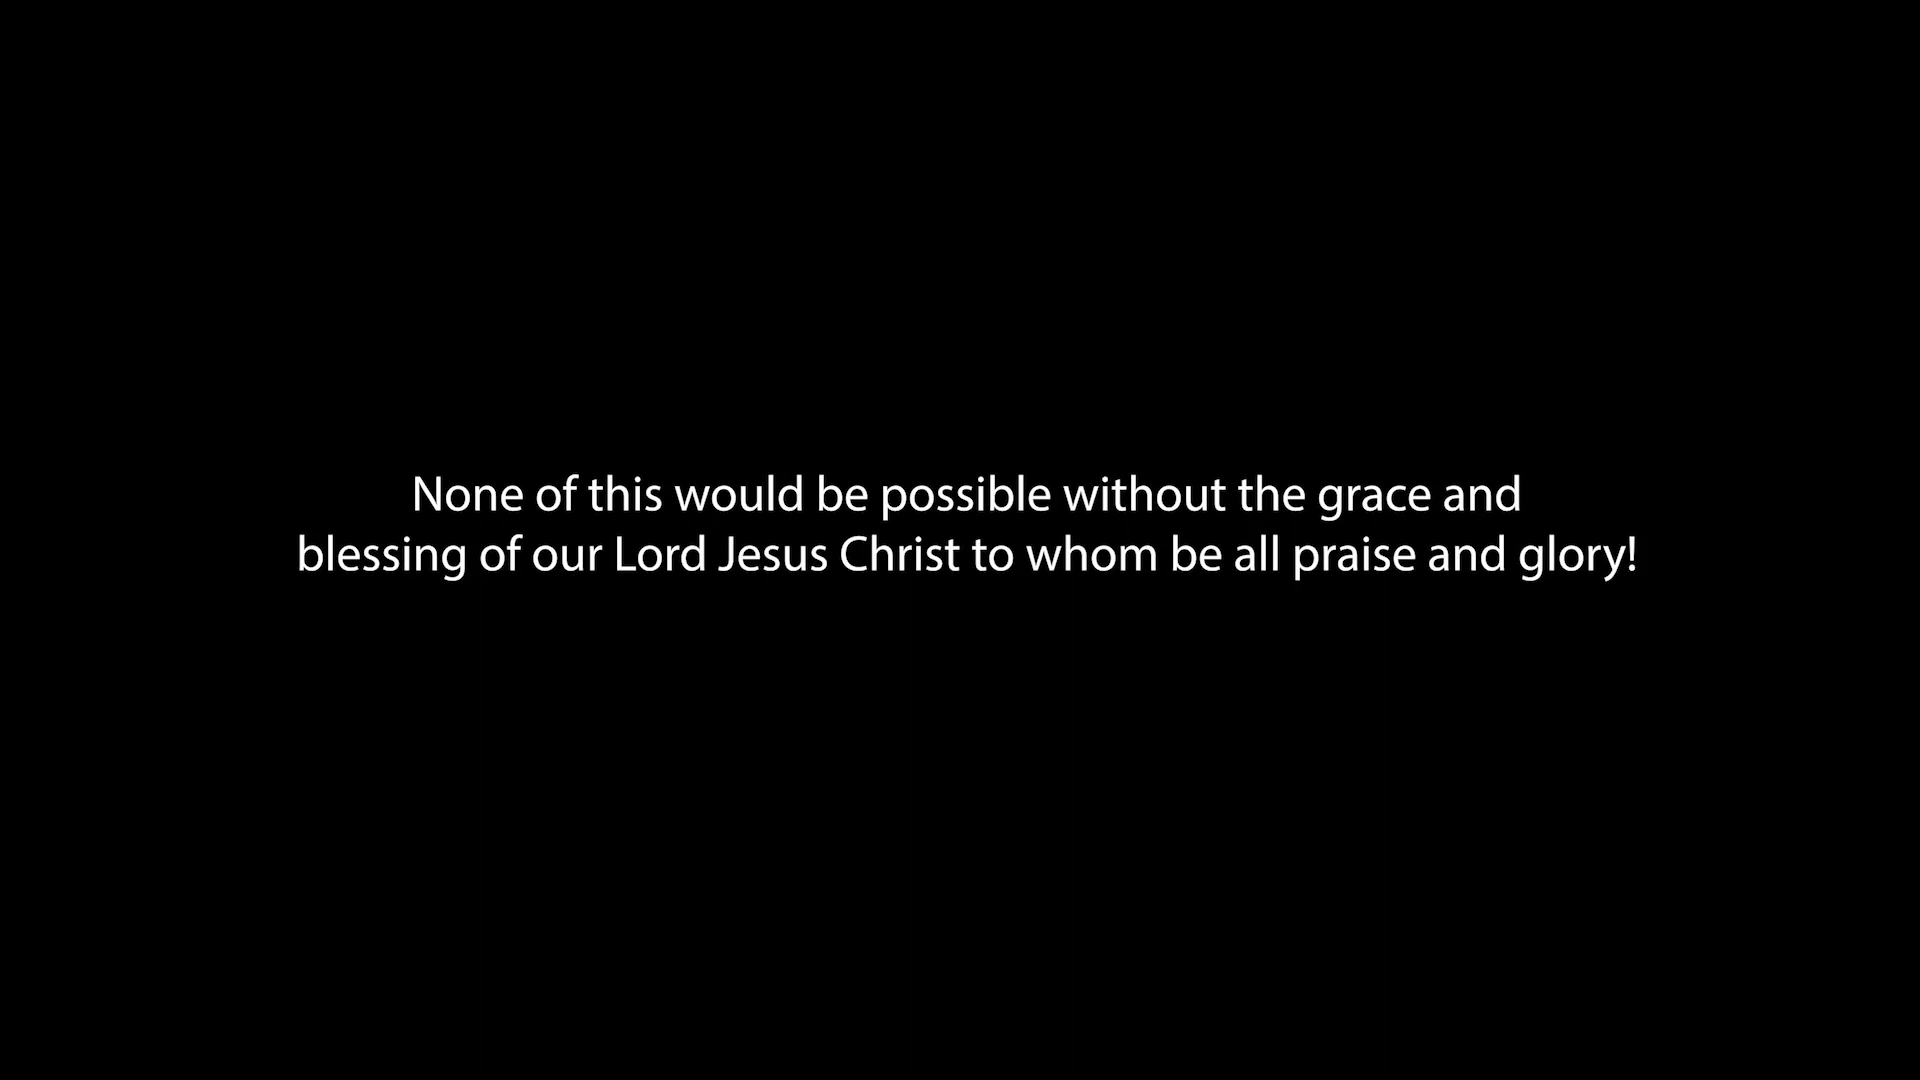 None of this would be possible without the grace and
blessing of our Lord Jesus Christ to whom be all praise and glory!